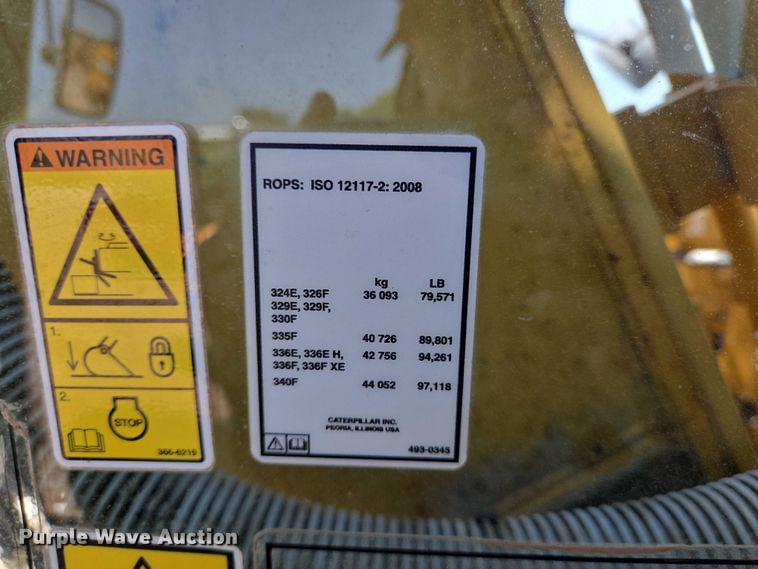 WARNING
1.
2.
STOP
366-6219
ROPS: ISO 12117-2: 2008
kg LB
324E, 326F 36 093 79,571
329E, 329F,
330F
335F 40 726 89,801
336E, 336E H, 42 756 94,261
336F, 336F XE
340F 44 052 97,118
CATERPILLAR INC.
PEORIA, ILLINOIS USA
493-0345
Purple Wave Auction